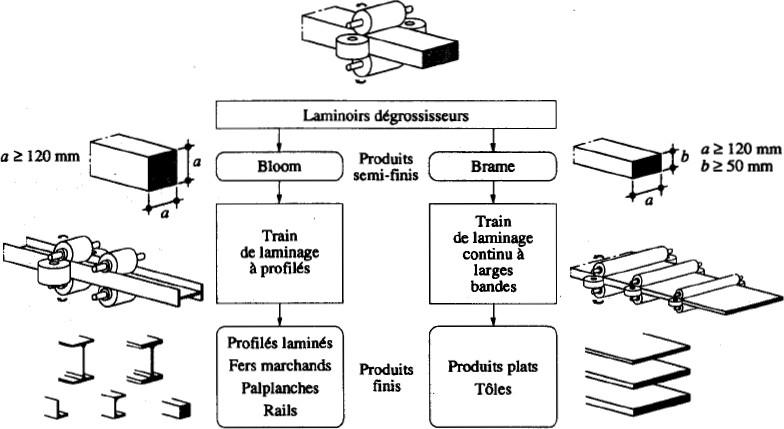 Laminoirs dégrossisseurs
a ≥ 120 mm
a
a
Bloom
Produits
semi-finis
Brame
b
a ≥ 120 mm
b ≥ 50 mm
a
Train
de laminage
à profilés
Train
de laminage
continu à
larges
bandes
Profilés laminés
Fers marchands
Palplanches
Rails
Produits
finis
Produits plats
Tôles